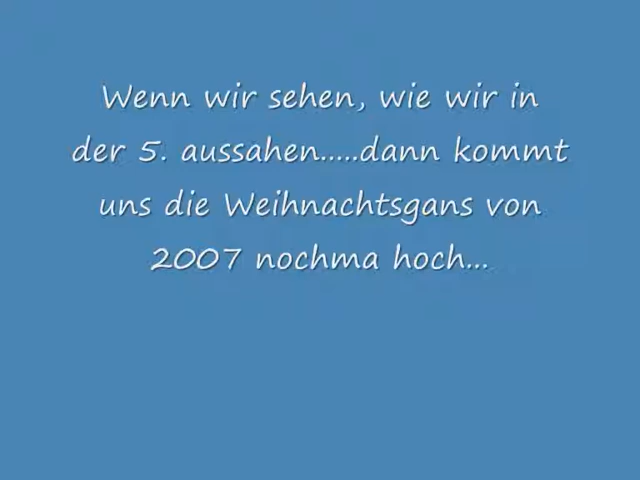 Wenn wir sehen, wie wir in
der 5. aussahen.....dann kommt
uns die Weihnachtsgans von
2007 nochma hoch...